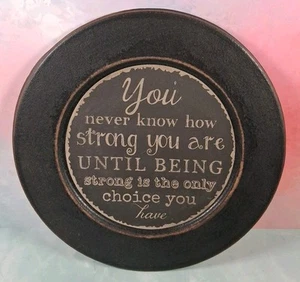 You
never know how
strong you are
UNTIL BEING
strong is the only
choice you
have